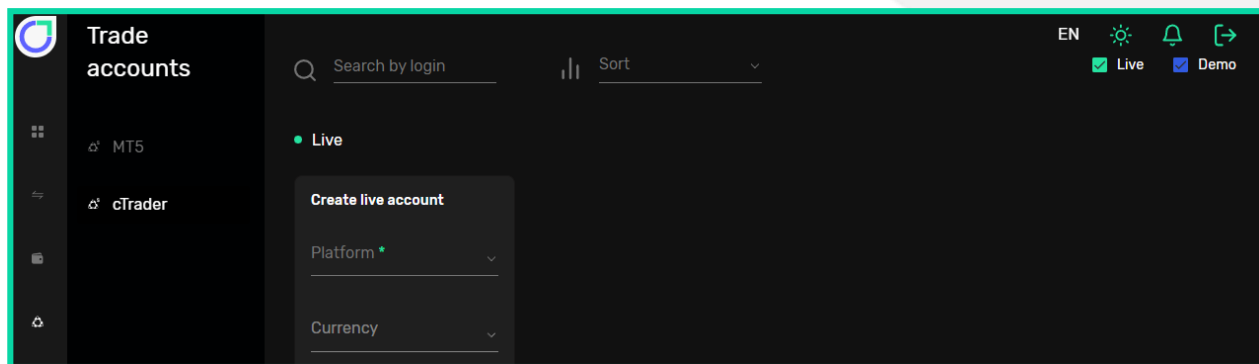 Trade
accounts
MT5
cTrader
Search by login
Sort
EN
Live
Demo
Live
Create live account
Platform *
Currency